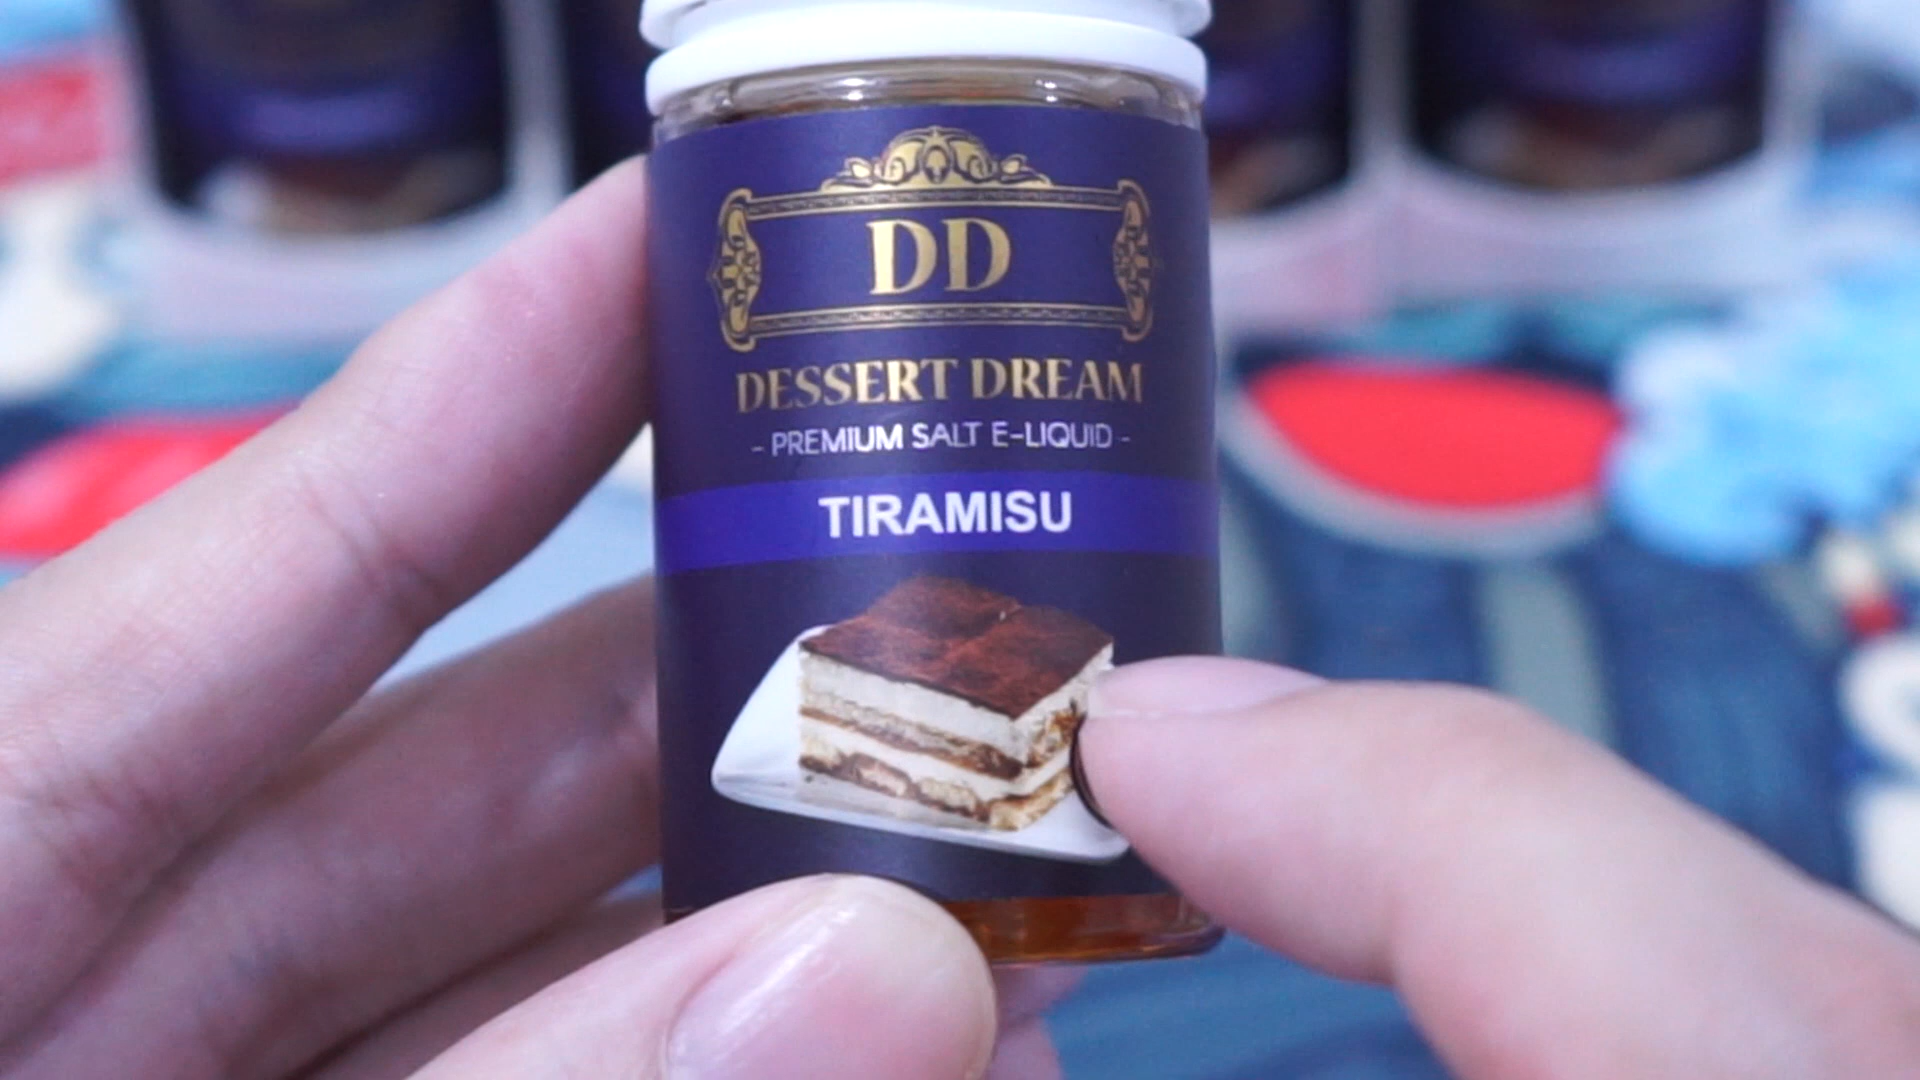 DD
DESSERT DREAM
- PREMIUM SALT E-LIQUID -
TIRAMISU